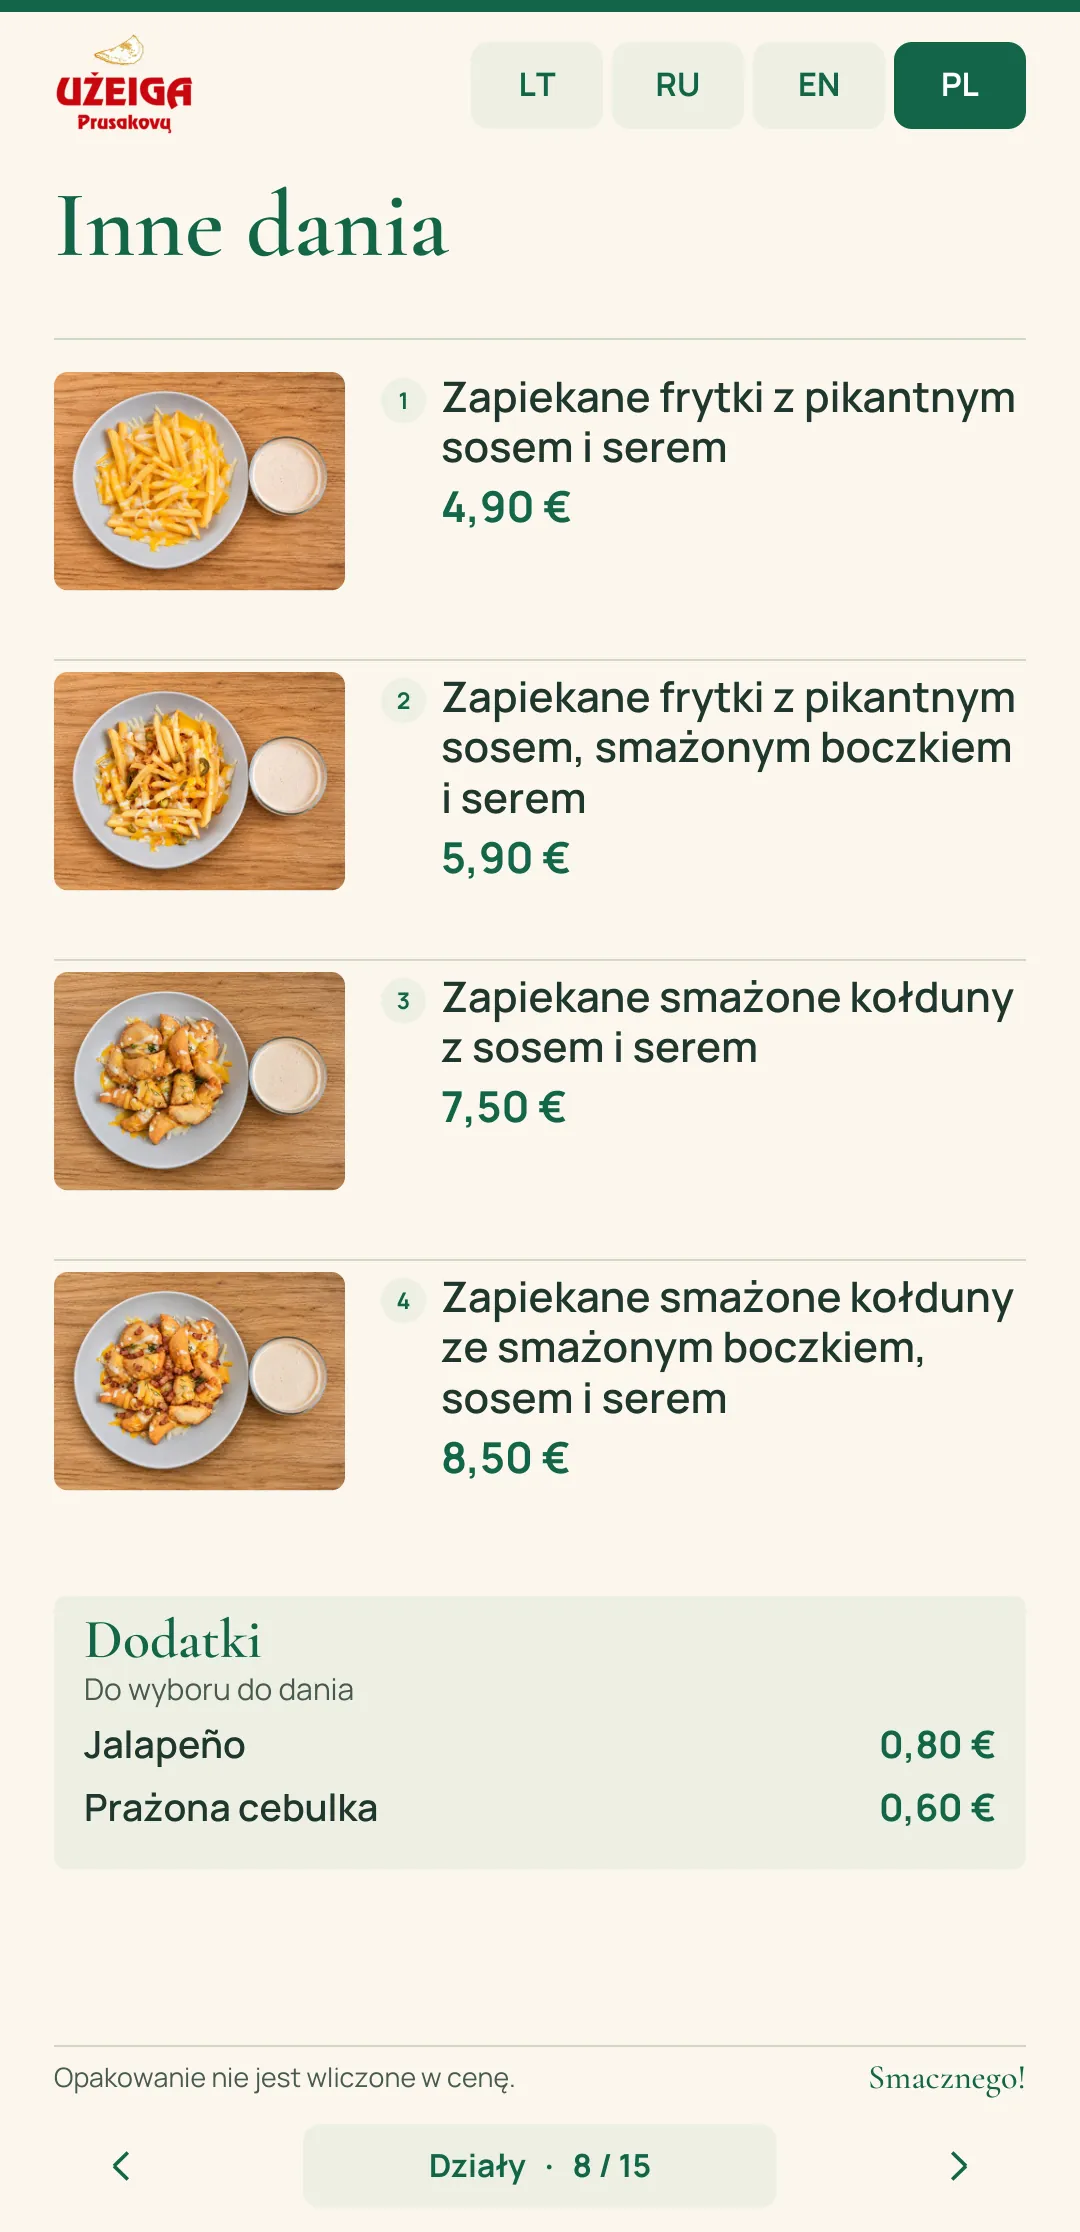 UŽEIGA
Prusakovų
LT
RU
EN
PL
Inne dania
1
Zapiekane frytki z pikantnym
sosem i serem
4,90 €
2
Zapiekane frytki z pikantnym
sosem, smażonym boczkiem
i serem
5,90 €
3
Zapiekane smażone kołduny
z sosem i serem
7,50 €
4
Zapiekane smażone kołduny
ze smażonym boczkiem,
sosem i serem
8,50 €
Dodatki
Do wyboru do dania
Jalapeño 0,80 €
Prażona cebulka 0,60 €
Opakowanie nie jest wliczone w cenę. Smacznego!
Działy · 8 / 15